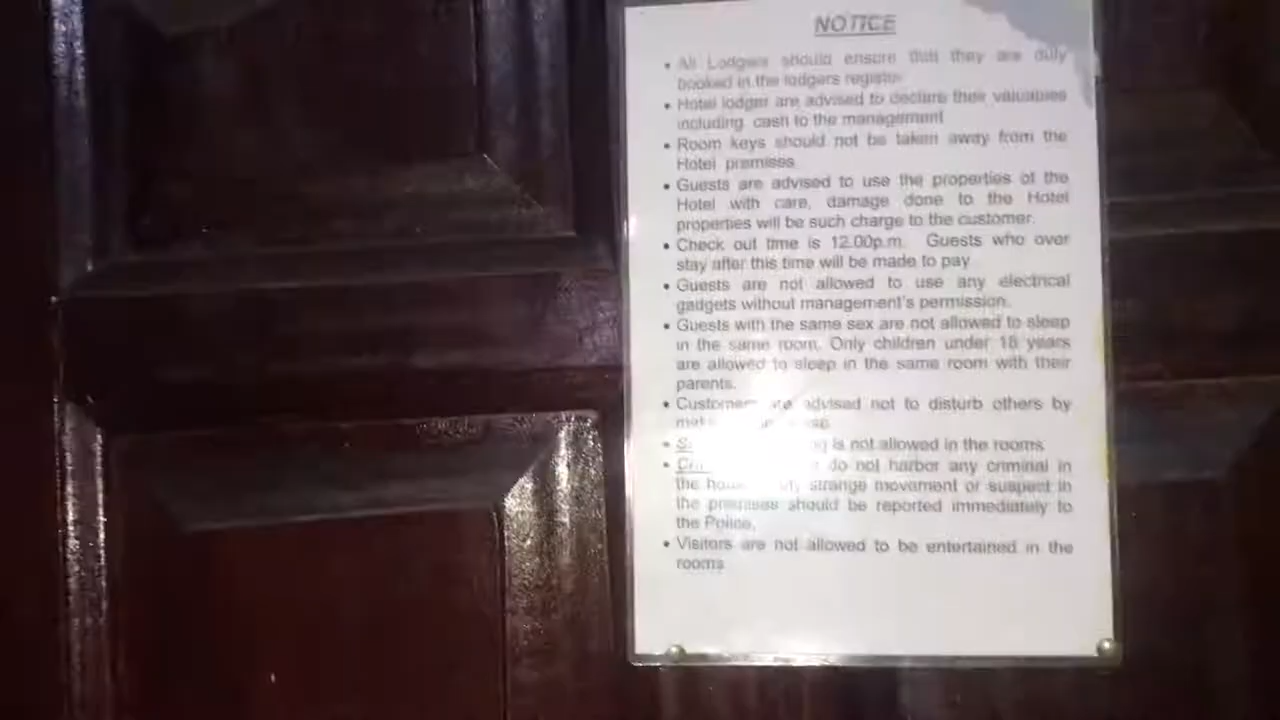 NOTICE
• All Lodgers should ensure that they are duly
booked in the lodgers register
• Hotel lodger are advised to declare their valuables
including cash to the management
• Room keys should not be taken away from the
Hotel premises
• Guests are advised to use the properties of the
Hotel with care, damage done to the Hotel
properties will be such charge to the customer.
• Check out time is 12.00p.m. Guests who over
stay after this time will be made to pay
• Guests are not allowed to use any electrical
gadgets without management's permission.
• Guests with the same sex are not allowed to sleep
in the same room. Only children under 18 years
are allowed to sleep in the same room with their
parents.
• Customers are advised not to disturb others by
• is not allowed in the rooms
• do not harbor any criminal in
the strange movement or suspect in
the premises should be reported immediately to
the Police.
• Visitors are not allowed to be entertained in the
rooms